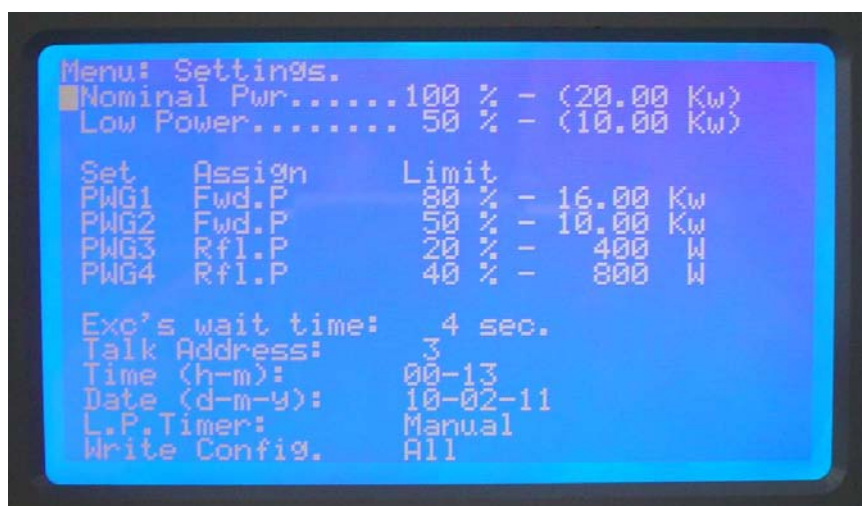 Menu: Settings.
Nominal Pwr......100 % - (20.00 Kw)
Low Power........ 50 % - (10.00 Kw)
Set Assign Limit
PWG1 Fwd.P 80 % - 16.00 Kw
PWG2 Fwd.P 50 % - 10.00 Kw
PWG3 Rfl.P 20 % - 400 W
PWG4 Rfl.P 40 % - 800 W
Exc's wait time: 4 sec.
Talk Address: 3
Time (h-m): 00-13
Date (d-m-y): 10-02-11
L.P.Timer: Manual
Write Config. All